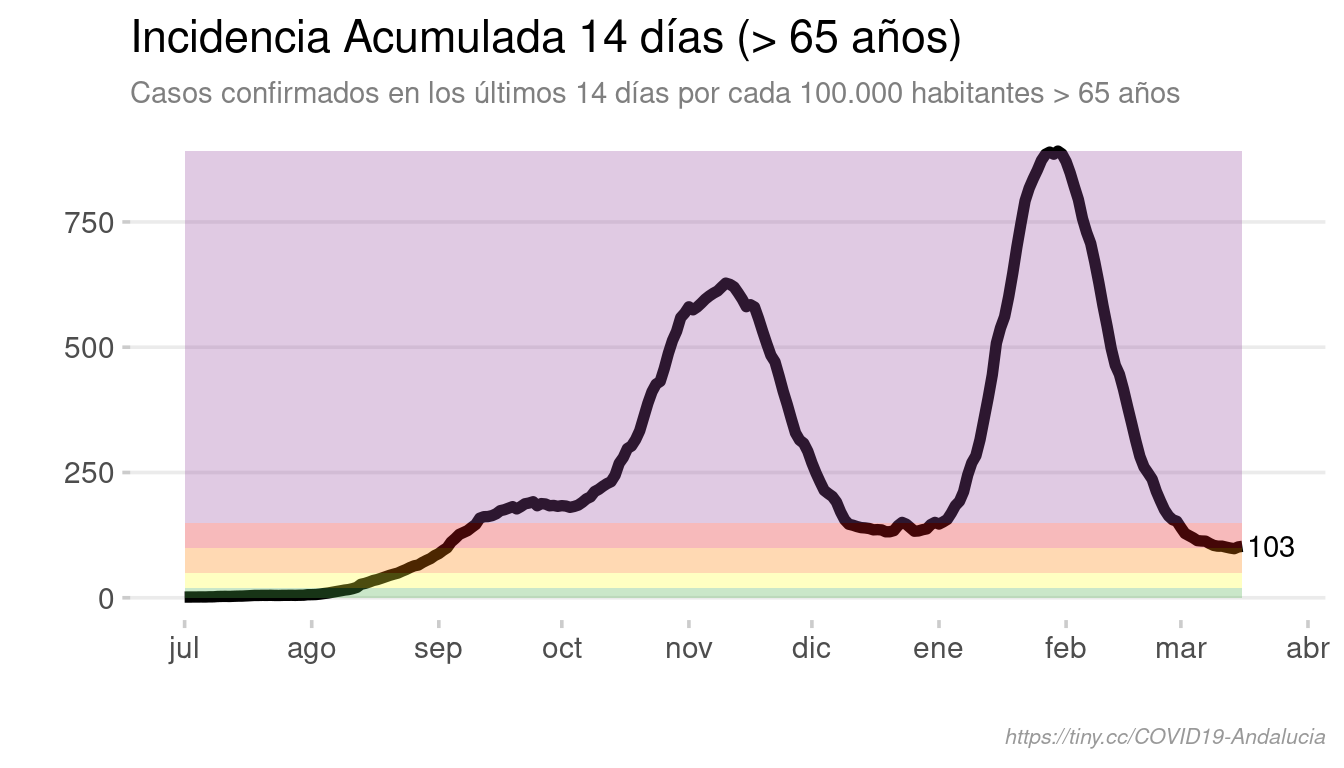 Incidencia Acumulada 14 días (> 65 años)
Casos confirmados en los últimos 14 días por cada 100.000 habitantes > 65 años
750
500
250
0
103
jul ago sep oct nov dic ene feb mar abr
https://tiny.cc/COVID19-Andalucia